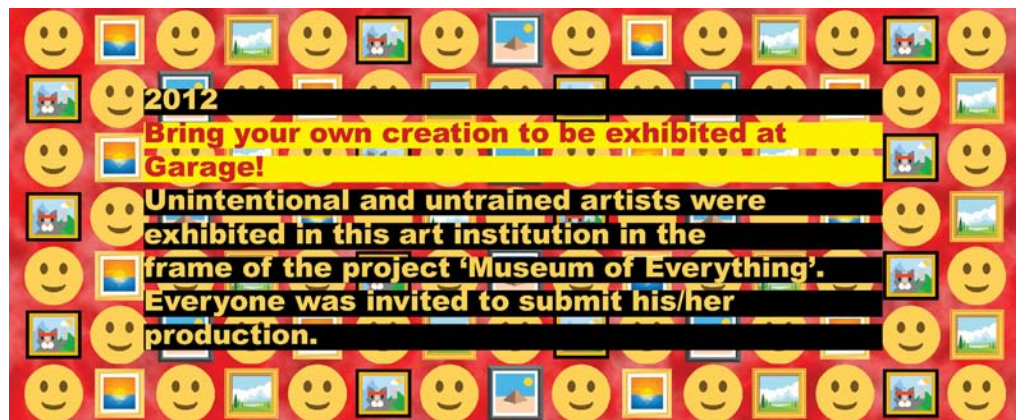 2012
Bring your own creation to be exhibited at
Garage!
Unintentional and untrained artists were
exhibited in this art institution in the
frame of the project ‘Museum of Everything’.
Everyone was invited to submit his/her
production.